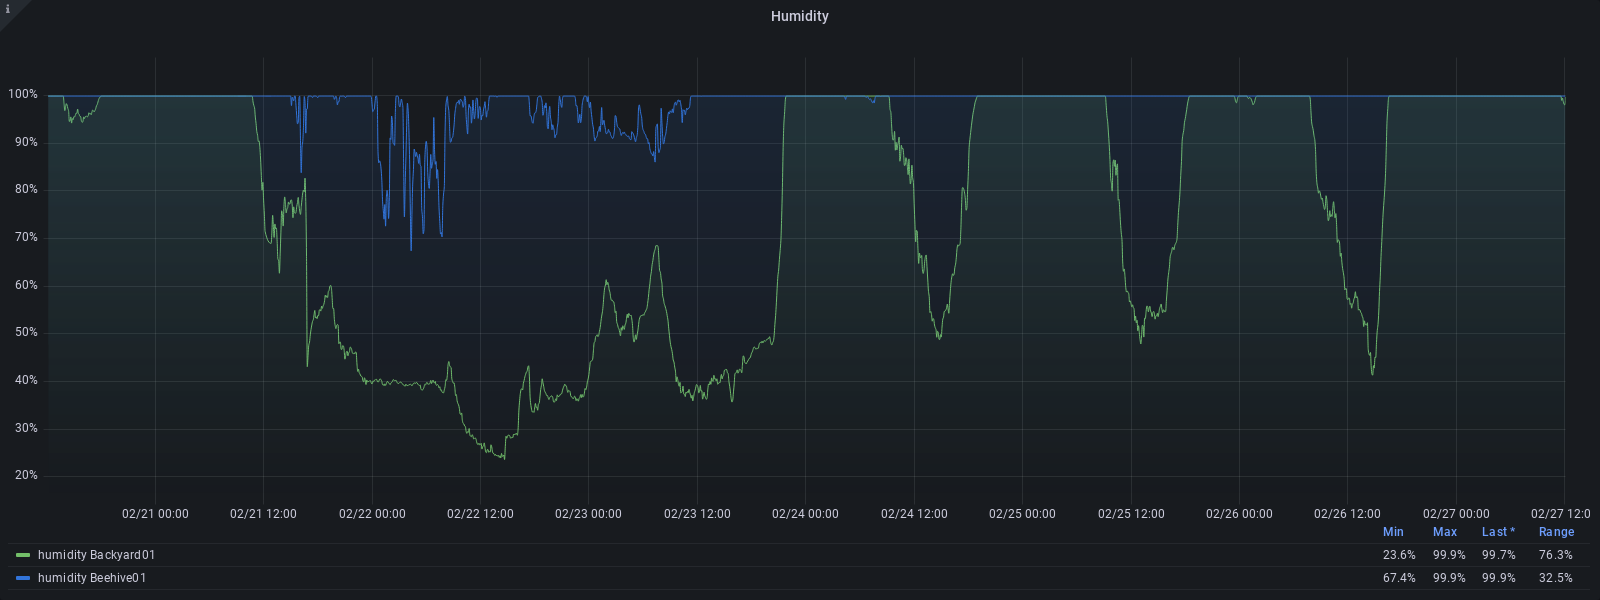 i
Humidity
100%
90%
80%
70%
60%
50%
40%
30%
20%
02/21 00:00 02/21 12:00 02/22 00:00 02/22 12:00 02/23 00:00 02/23 12:00 02/24 00:00 02/24 12:00 02/25 00:00 02/25 12:00 02/26 00:00 02/26 12:00 02/27 00:00 02/27 12:0
Min Max Last * Range
humidity Backyard01 23.6% 99.9% 99.7% 76.3%
humidity Beehive01 67.4% 99.9% 99.9% 32.5%